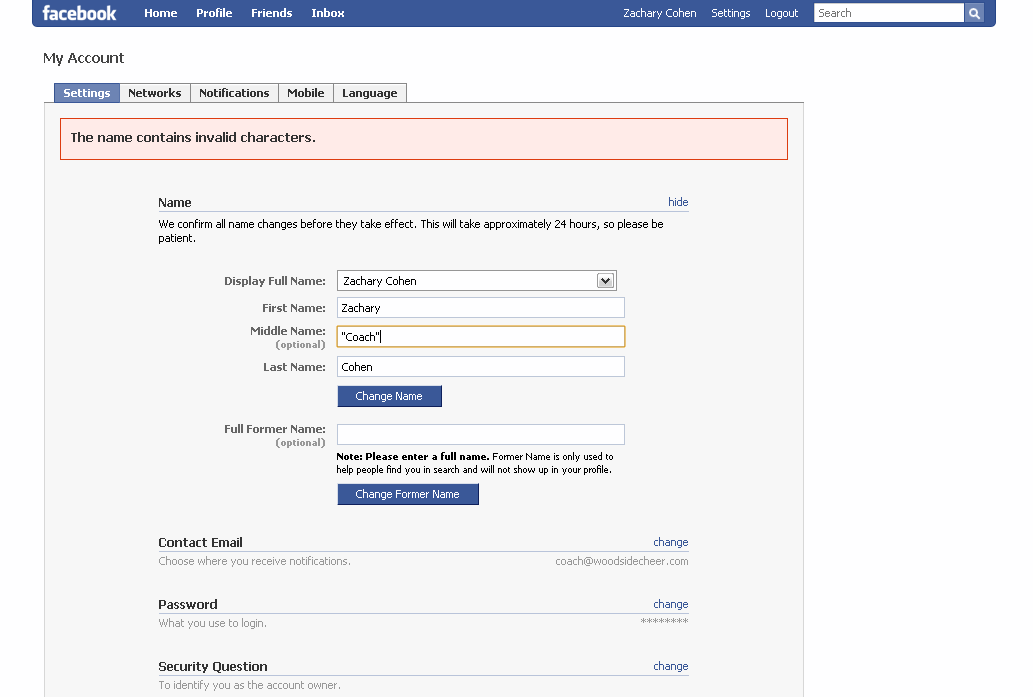 facebook Home Profile Friends Inbox Zachary Cohen Settings Logout Search
My Account
Settings Networks Notifications Mobile Language
The name contains invalid characters.
Name hide
We confirm all name changes before they take effect. This will take approximately 24 hours, so please be
patient.
Display Full Name: Zachary Cohen
First Name: Zachary
Middle Name: "Coach"
(optional)
Last Name: Cohen
Change Name
Full Former Name:
(optional)
Note: Please enter a full name. Former Name is only used to
help people find you in search and will not show up in your profile.
Change Former Name
Contact Email change
Choose where you receive notifications. coach@woodsidecheer.com
Password change
What you use to login. ********
Security Question change
To identify you as the account owner.